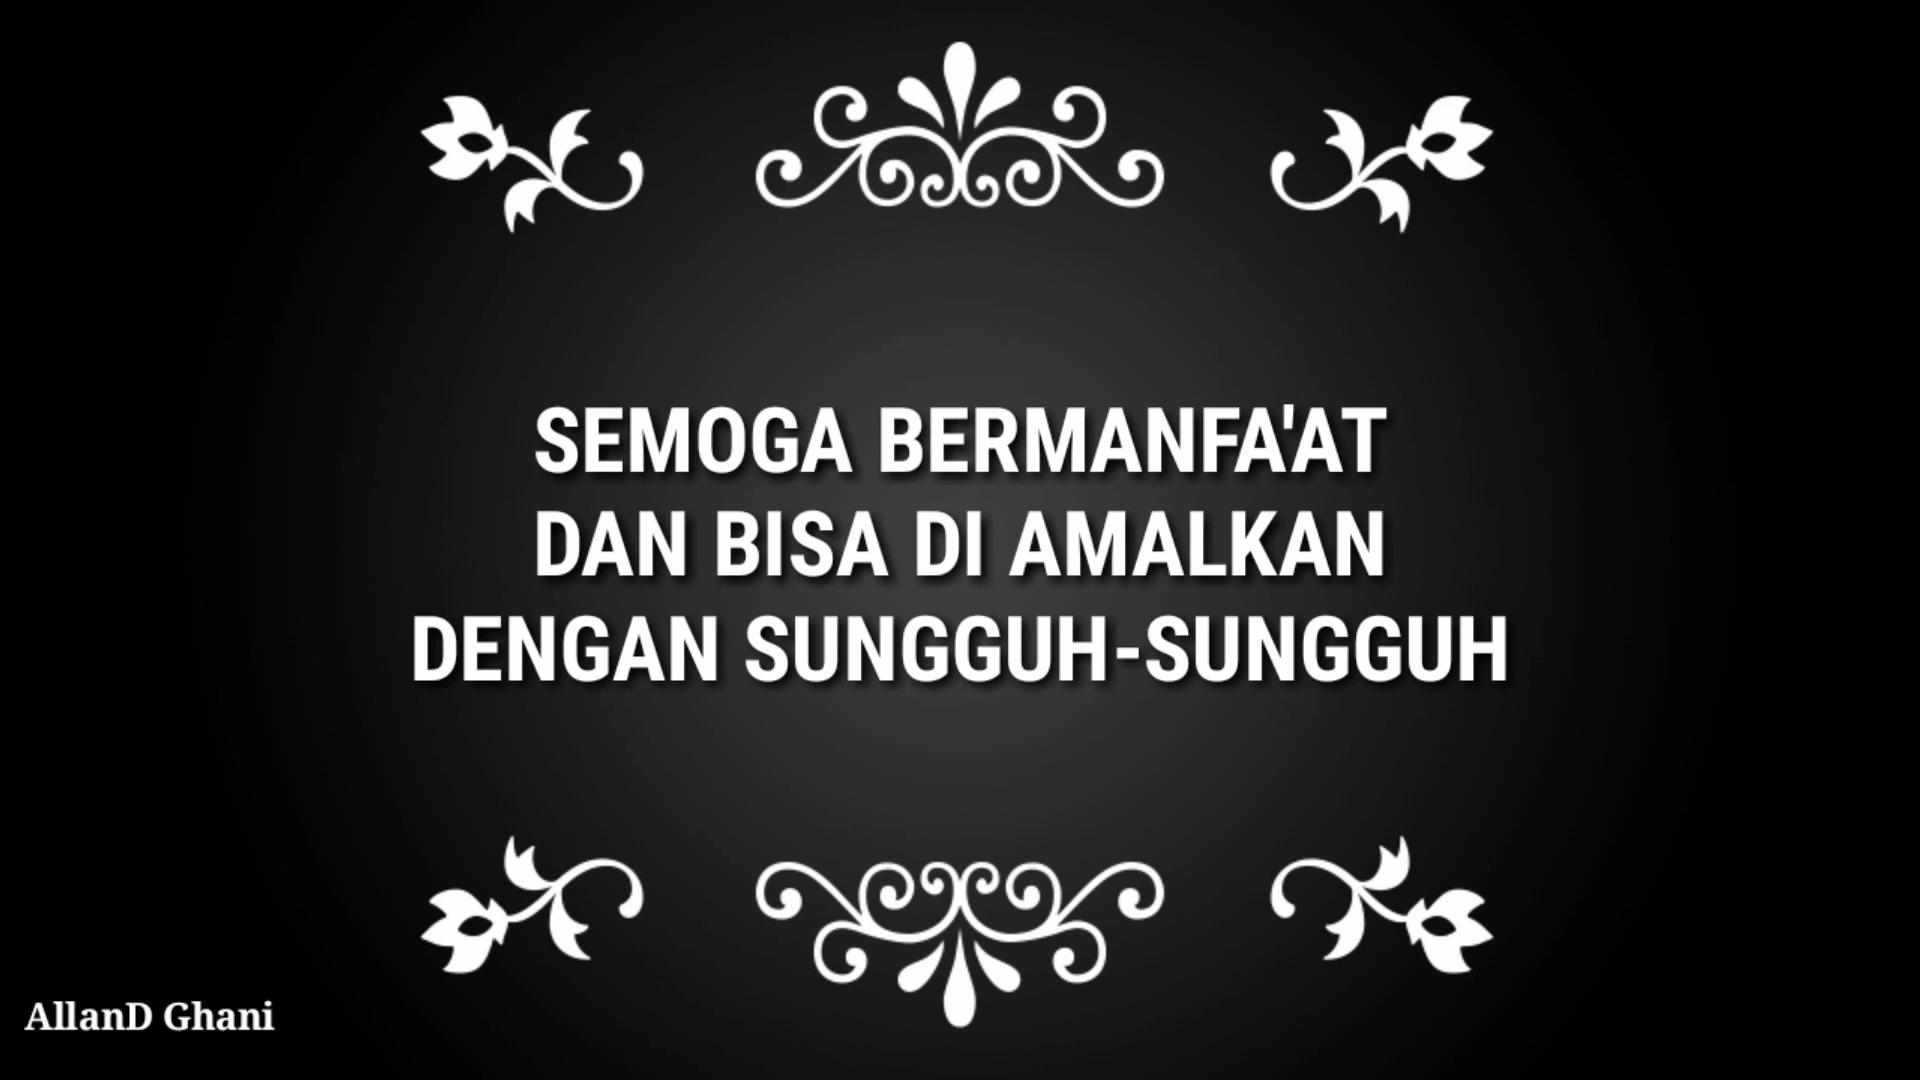 SEMOGA BERMANFA'AT
DAN BISA DI AMALKAN
DENGAN SUNGGUH-SUNGGUH
AllanD Ghani